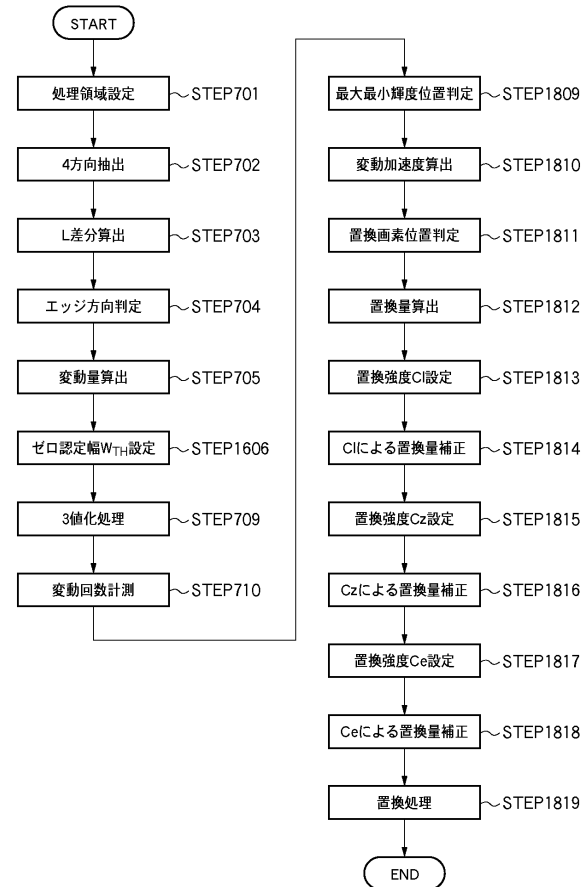 START
処理領域設定 STEP701
4方向抽出 STEP702
L差分算出 STEP703
エッジ方向判定 STEP704
変動量算出 STEP705
ゼロ認定幅WTH設定 STEP1606
3値化処理 STEP709
変動回数計測 STEP710
最大最小輝度位置判定 STEP1809
変動加速度算出 STEP1810
置換画素位置判定 STEP1811
置換量算出 STEP1812
置換強度Cl設定 STEP1813
Clによる置換量補正 STEP1814
置換強度Cz設定 STEP1815
Czによる置換量補正 STEP1816
置換強度Ce設定 STEP1817
Ceによる置換量補正 STEP1818
置換処理 STEP1819
END